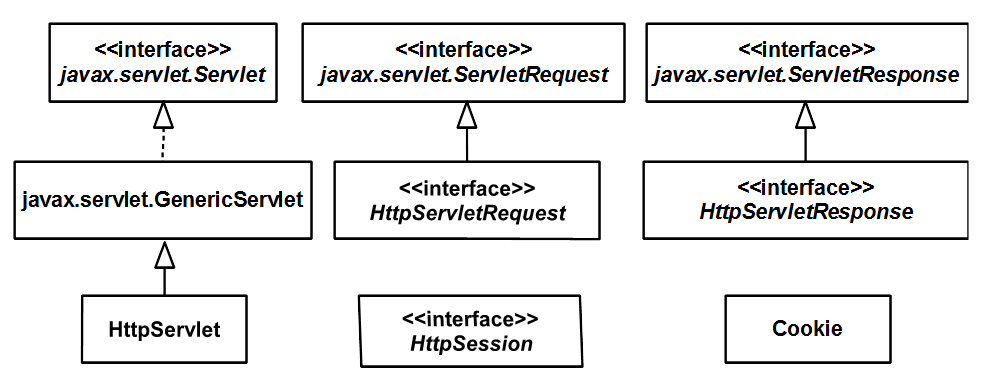 <<interface>>
javax.servlet.Servlet
<<interface>>
javax.servlet.ServletRequest
<<interface>>
javax.servlet.ServletResponse
javax.servlet.GenericServlet
<<interface>>
HttpServletRequest
<<interface>>
HttpServletResponse
HttpServlet
<<interface>>
HttpSession
Cookie